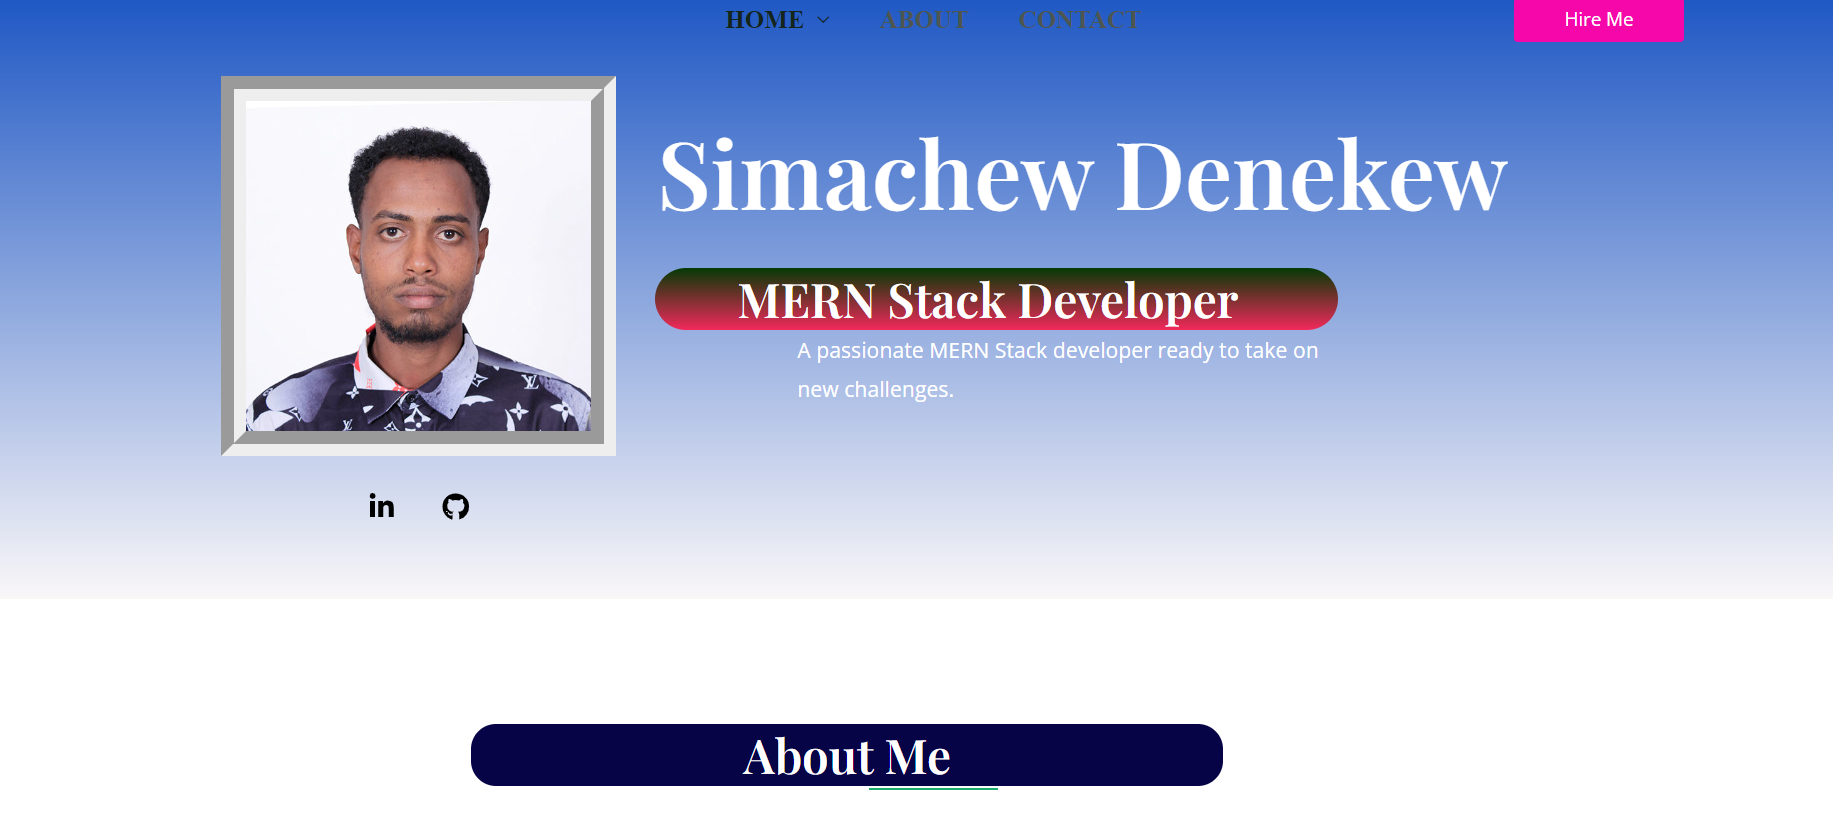 HOME
ABOUT
CONTACT
Hire Me
Simachew Denekew
MERN Stack Developer
A passionate MERN Stack developer ready to take on
new challenges.
in
About Me